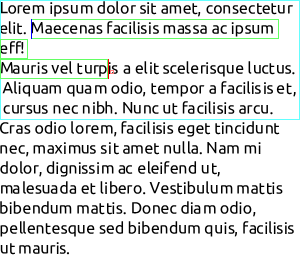 Lorem ipsum dolor sit amet, consectetur
elit. Maecenas facilisis massa ac ipsum
eff!
Mauris vel turpis a elit scelerisque luctus.
Aliquam quam odio, tempor a facilisis et,
cursus nec nibh. Nunc ut facilisis arcu.
Cras odio lorem, facilisis eget tincidunt
nec, maximus sit amet nulla. Nam mi
dolor, dignissim ac eleifend ut,
malesuada et libero. Vestibulum mattis
bibendum mattis. Donec diam odio,
pellentesque sed bibendum quis, facilisis
ut mauris.